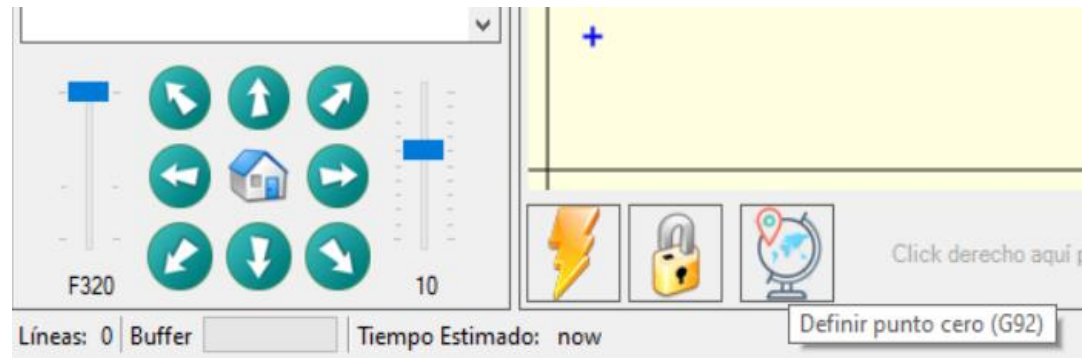 F320
10
Click derecho aquí p
Definir punto cero (G92)
Líneas: 0 Buffer Tiempo Estimado: now